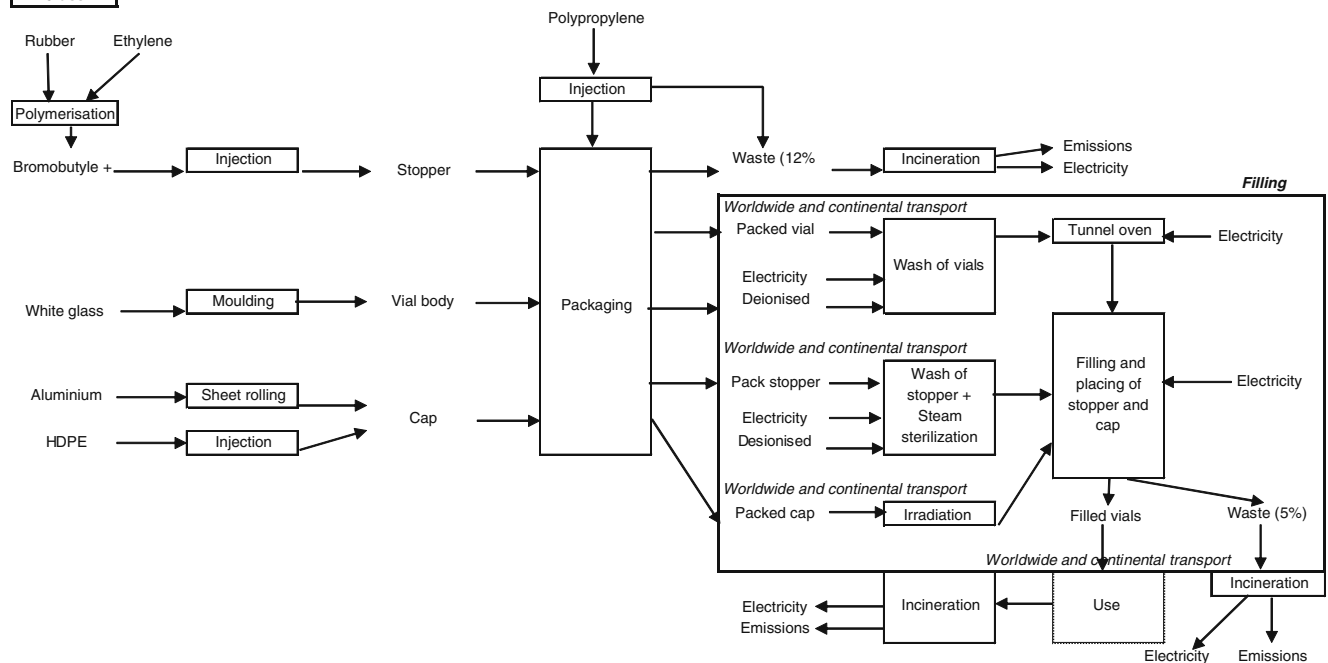 Polypropylene
Rubber
Ethylene
Injection
Polymerisation
Bromobutyle +
Injection
Stopper
Waste (12%
Incineration
Emissions
Electricity
Filling
Worldwide and continental transport
Packed vial
Tunnel oven
Electricity
Wash of vials
Electricity
Deionised
White glass
Moulding
Vial body
Packaging
Worldwide and continental transport
Filling and
placing of
stopper and
cap
Electricity
Pack stopper
Wash of
stopper +
Steam
sterilization
Electricity
Desionised
Aluminium
Sheet rolling
Cap
HDPE
Injection
Worldwide and continental transport
Packed cap
Irradiation
Filled vials
Waste (5%)
Worldwide and continental transport
Incineration
Electricity
Emissions
Incineration
Use
Electricity
Emissions